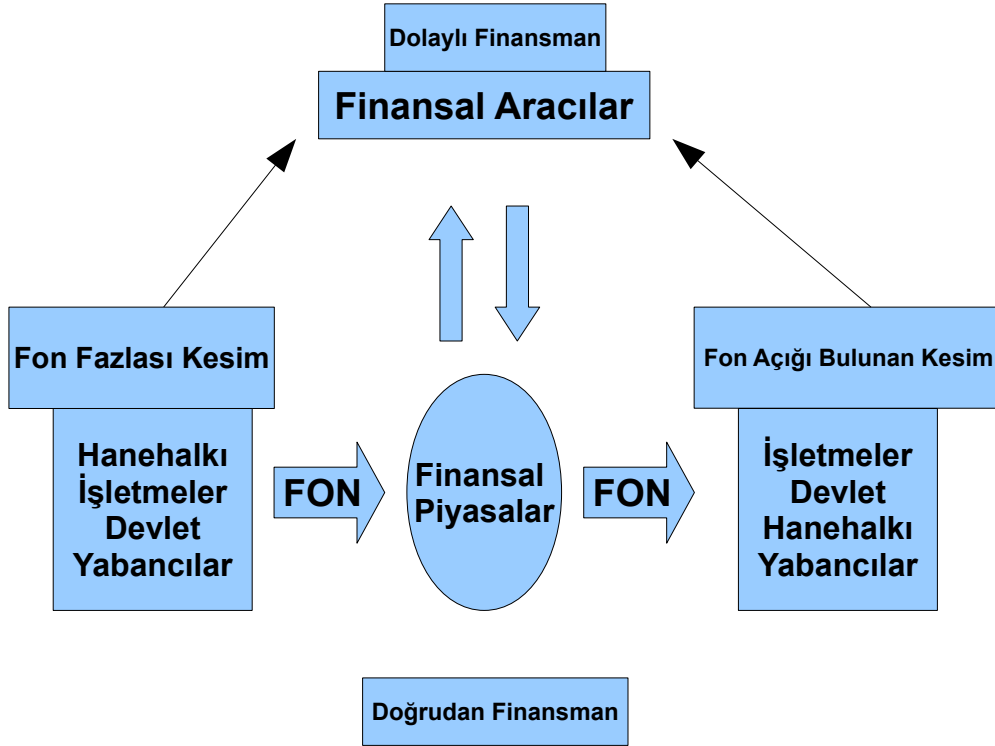 Dolaylı Finansman
Finansal Aracılar
Fon Fazlası Kesim
Hanehalkı
İşletmeler
Devlet
Yabancılar
FON
Finansal
Piyasalar
FON
Fon Açığı Bulunan Kesim
İşletmeler
Devlet
Hanehalkı
Yabancılar
Doğrudan Finansman